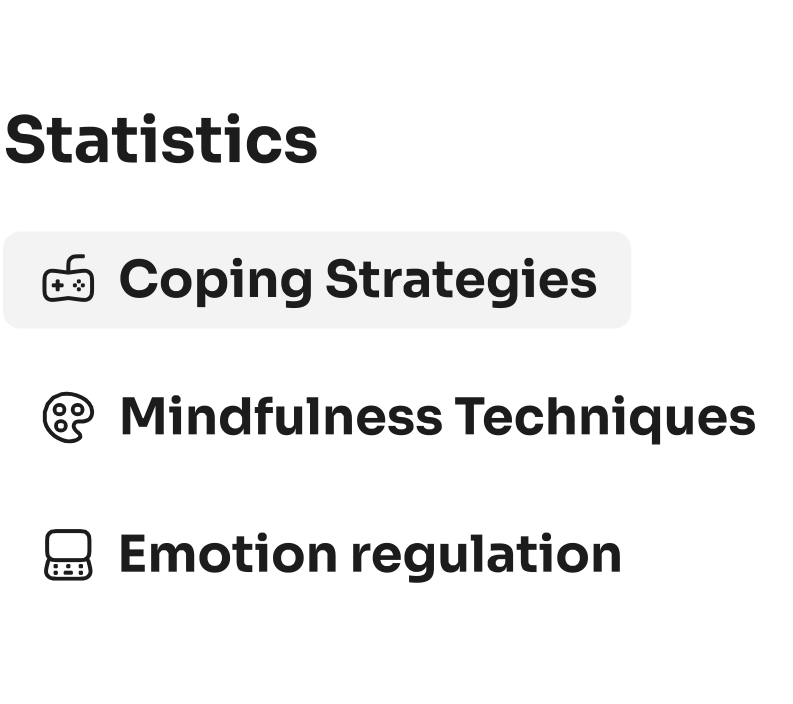 Statistics
Coping Strategies
Mindfulness Techniques
Emotion regulation